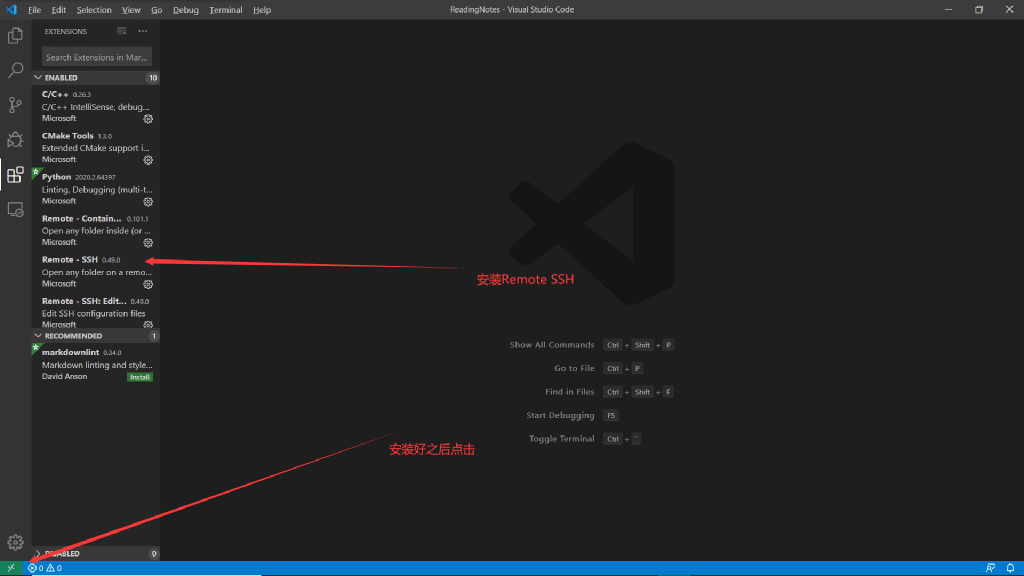 File Edit Selection View Go Debug Terminal Help
ReadingNotes - Visual Studio Code
EXTENSIONS
Search Extensions in Mar...
ENABLED 10
C/C++ 0.26.3
C/C++ IntelliSense, debug...
Microsoft
CMake Tools 1.3.0
Extended CMake support i...
Microsoft
Python 2020.2.64397
Linting, Debugging (multi-t...
Microsoft
Remote - Contain... 0.101.1
Open any folder inside (or ...
Microsoft
Remote - SSH 0.49.0
Open any folder on a remo...
Microsoft
Remote - SSH: Edit... 0.49.0
Edit SSH configuration files
Microsoft
RECOMMENDED 1
markdownlint 0.34.0
Markdown linting and style...
David Anson Install
DISABLED 0
0 0
安装Remote SSH
Show All Commands Ctrl + Shift + P
Go to File Ctrl + P
Find in Files Ctrl + Shift + F
Start Debugging F5
Toggle Terminal Ctrl + `
安装好之后点击